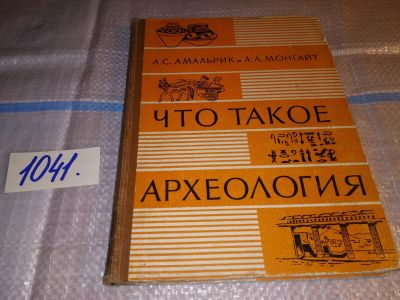 А.С. АМАЛЬРИК и А.Л. МОНГАЙТ
ЧТО ТАКОЕ
АРХЕОЛОГИЯ
1041.